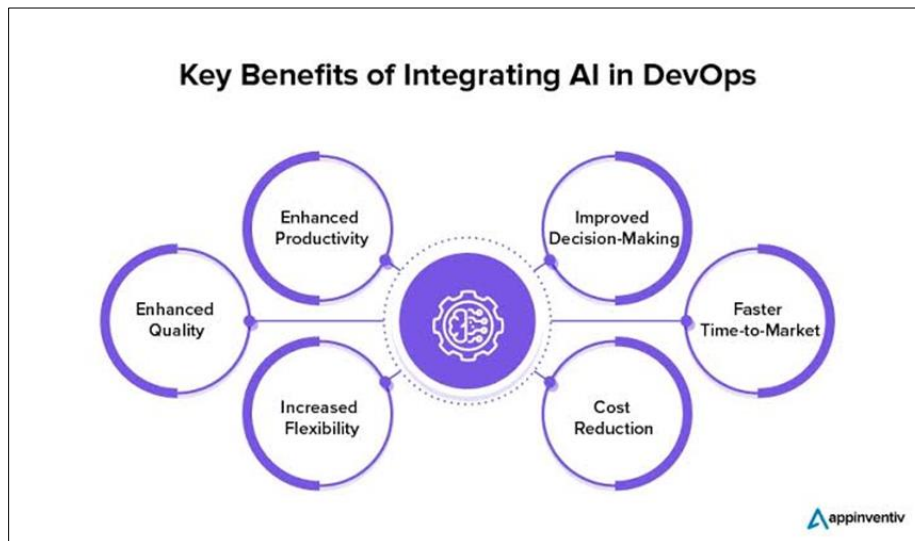 Key Benefits of Integrating AI in DevOps
Enhanced
Productivity
Improved
Decision-Making
Enhanced
Quality
Faster
Time-to-Market
Increased
Flexibility
Cost
Reduction
appinventiv